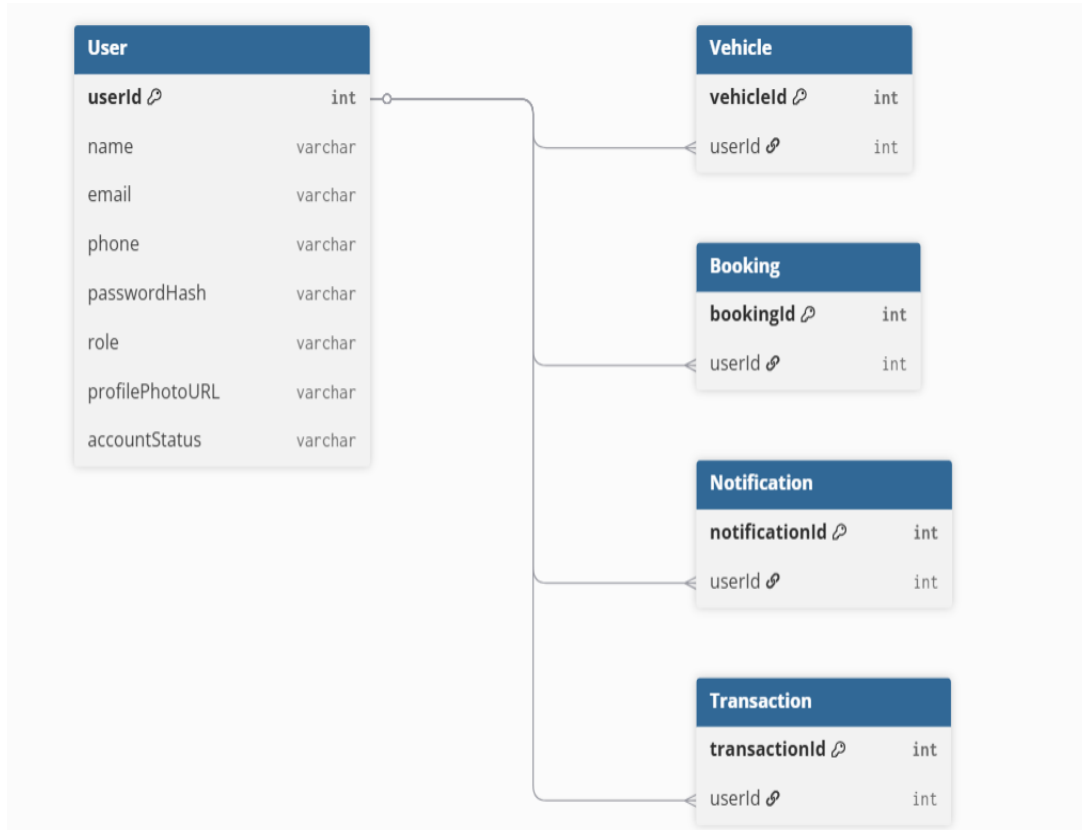 User
userId int
name varchar
email varchar
phone varchar
passwordHash varchar
role varchar
profilePhotoURL varchar
accountStatus varchar
Vehicle
vehicleId int
userId int
Booking
bookingId int
userId int
Notification
notificationId int
userId int
Transaction
transactionId int
userId int